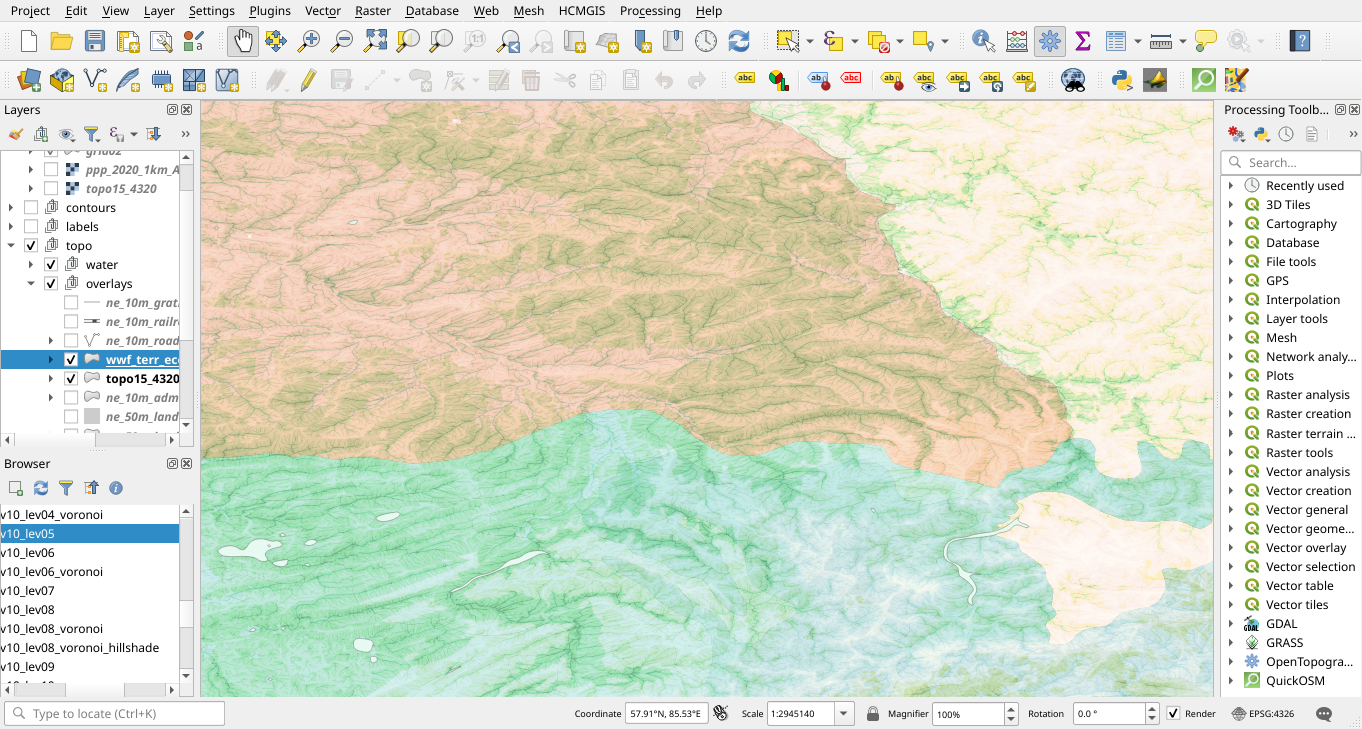 Project Edit View Layer Settings Plugins Vector Raster Database Web Mesh HCMGIS Processing Help
Layers
grid02
ppp_2020_1km_A
topo15_4320
contours
labels
topo
water
overlays
ne_10m_grat
ne_10m_railr
ne_10m_road
wwf_terr_ec
topo15_4320
ne_10m_adm
ne_50m_land
Browser
v10_lev04_voronoi
v10_lev05
v10_lev06
v10_lev06_voronoi
v10_lev07
v10_lev08
v10_lev08_voronoi
v10_lev08_voronoi_hillshade
v10_lev09
Processing Toolb...
Search...
Recently used
3D Tiles
Cartography
Database
File tools
GPS
Interpolation
Layer tools
Mesh
Network analy...
Plots
Raster analysis
Raster creation
Raster terrain ...
Raster tools
Vector analysis
Vector creation
Vector general
Vector geome...
Vector overlay
Vector selection
Vector table
Vector tiles
GDAL
GRASS
OpenTopogra...
QuickOSM
Type to locate (Ctrl+K) Coordinate 57.91°N, 85.53°E Scale 1:2945140 Magnifier 100% Rotation 0.0 ° Render EPSG:4326